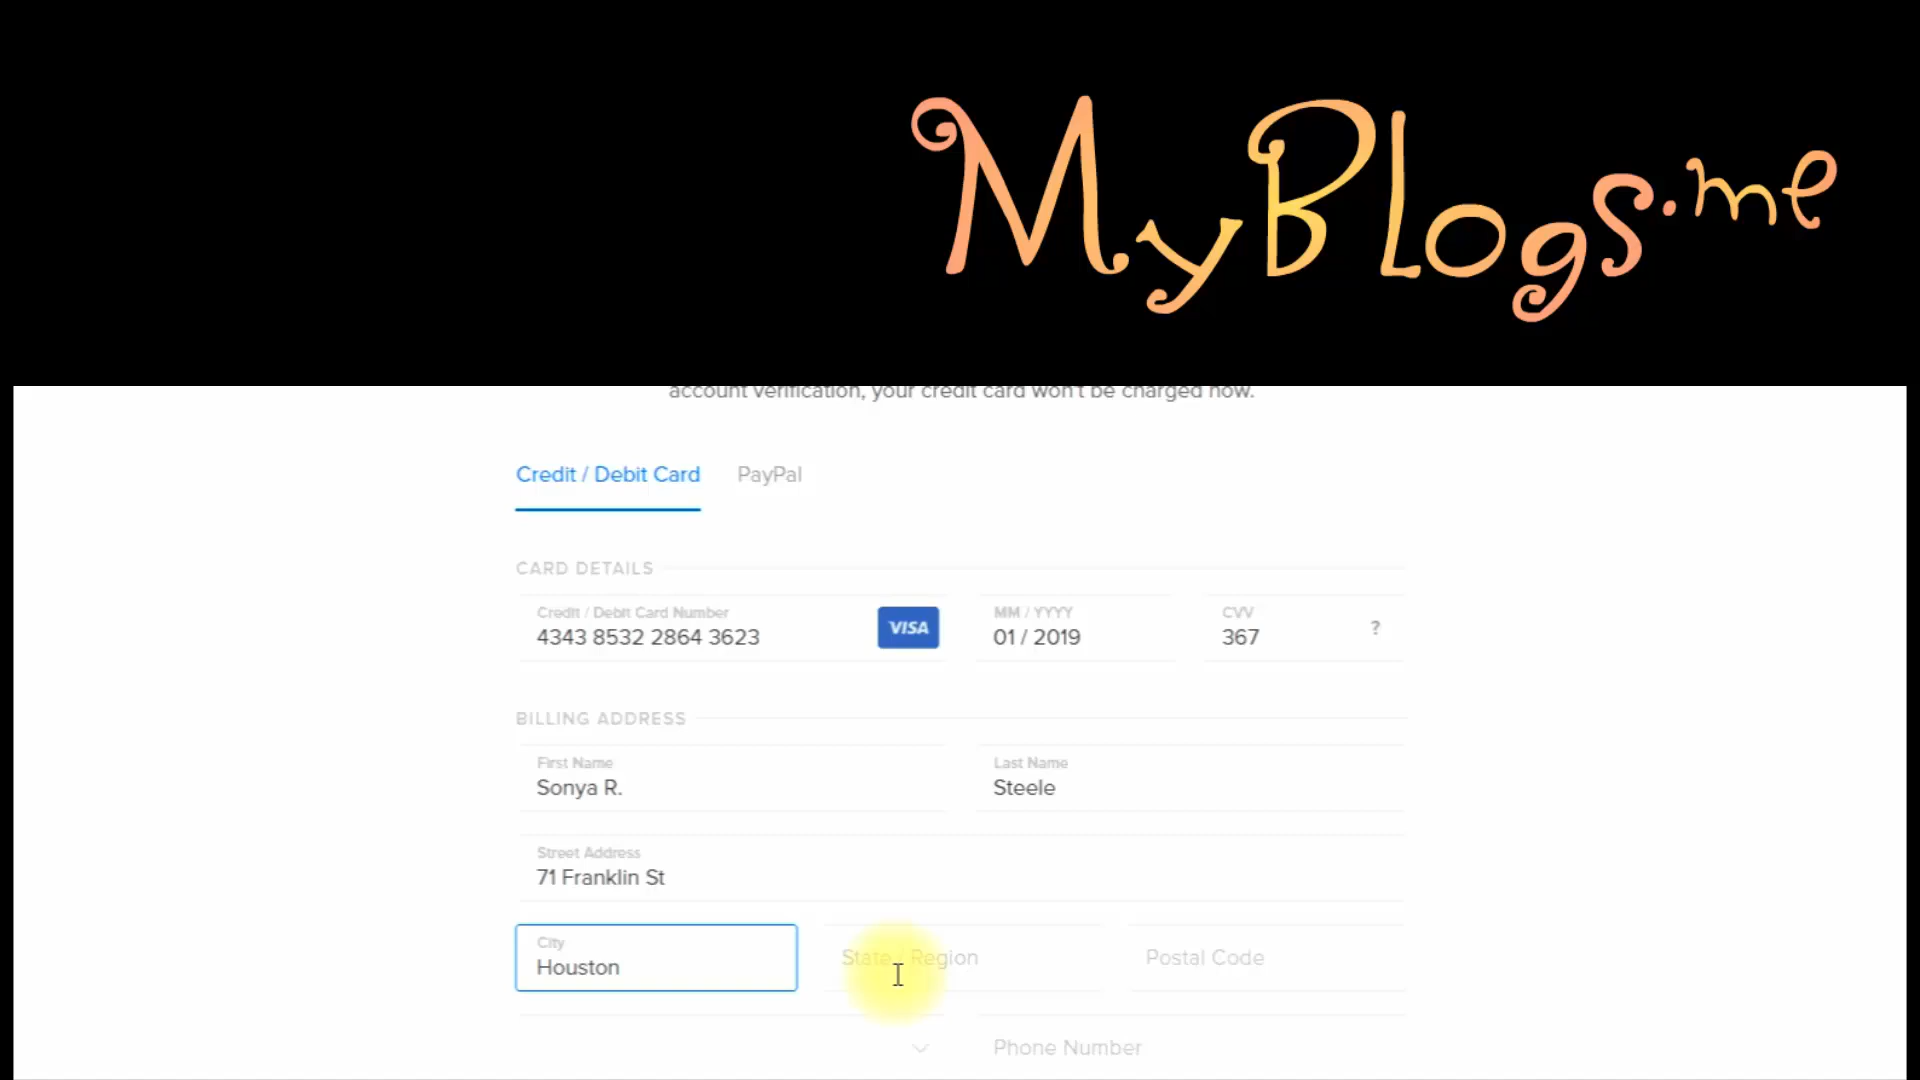 MyBlogs.me
account verification, your credit card won't be charged now.
Credit / Debit Card PayPal
CARD DETAILS
Credit / Debit Card Number MM / YYYY CVV
4343 8532 2864 3623 VISA 01 / 2019 367 ?
BILLING ADDRESS
First Name Last Name
Sonya R. Steele
Street Address
71 Franklin St
City
Houston State / Region Postal Code
Phone Number